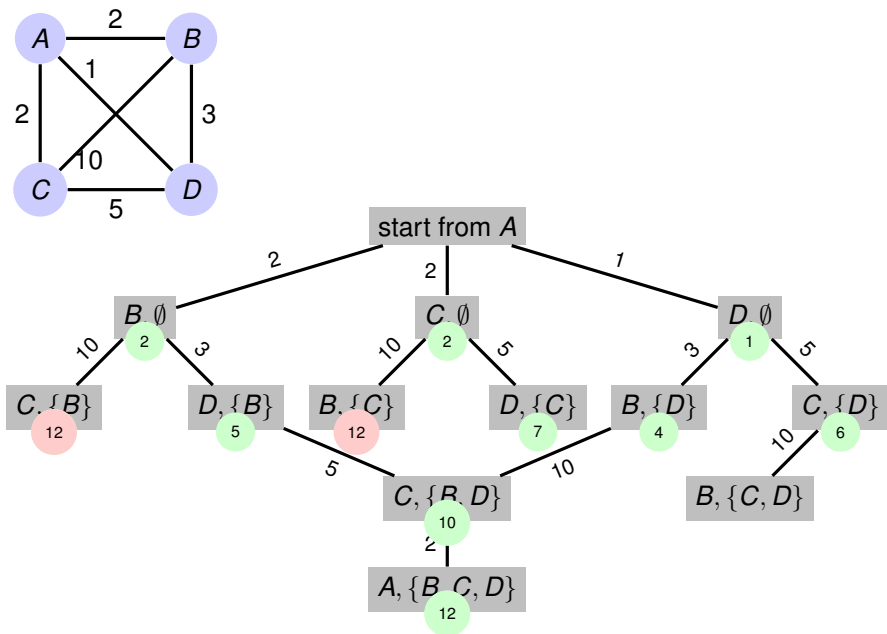 A 2 B
1
2 3
10
C D
5
start from A
2 2 1
B, ∅ C, ∅ D, ∅
2 2 1
10 3 10 5 3 5
C, {B} D, {B} B, {C} D, {C} B, {D} C, {D}
12 5 12 7 4 6
5 10 10
C, {B, D} B, {C, D}
10
2
A, {B, C, D}
12